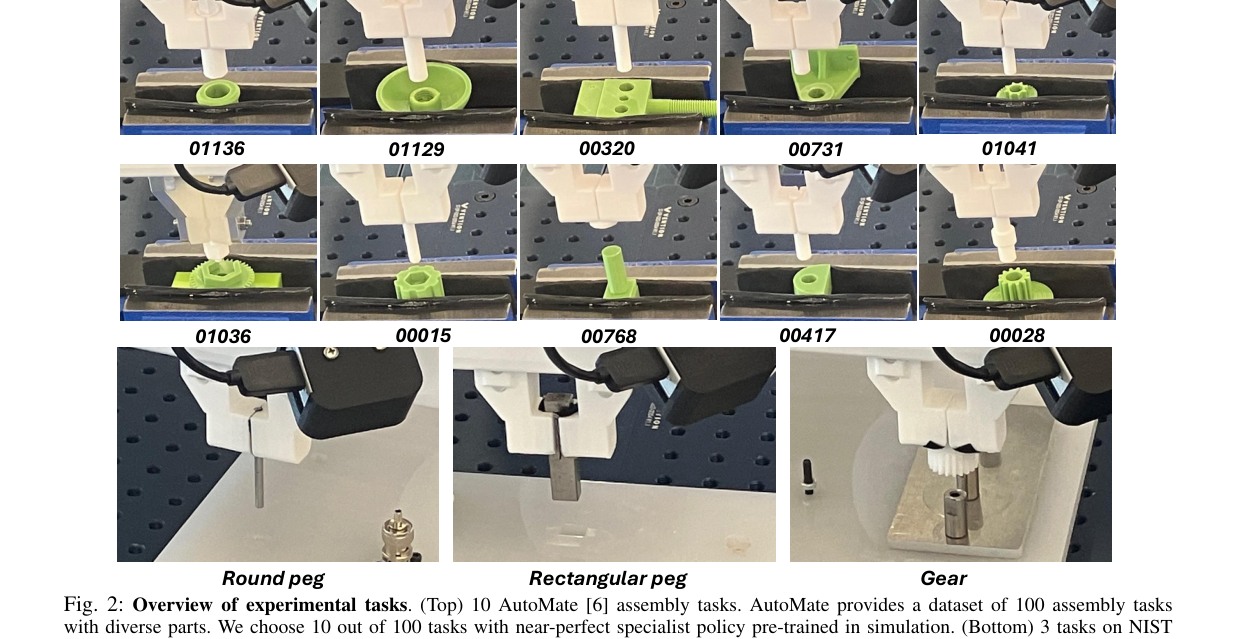 01136 01129 00320 00731 01041
01036 00015 00768 00417 00028
Round peg Rectangular peg Gear
Fig. 2: Overview of experimental tasks. (Top) 10 AutoMate [6] assembly tasks. AutoMate provides a dataset of 100 assembly tasks
with diverse parts. We choose 10 out of 100 tasks with near-perfect specialist policy pre-trained in simulation. (Bottom) 3 tasks on NIST